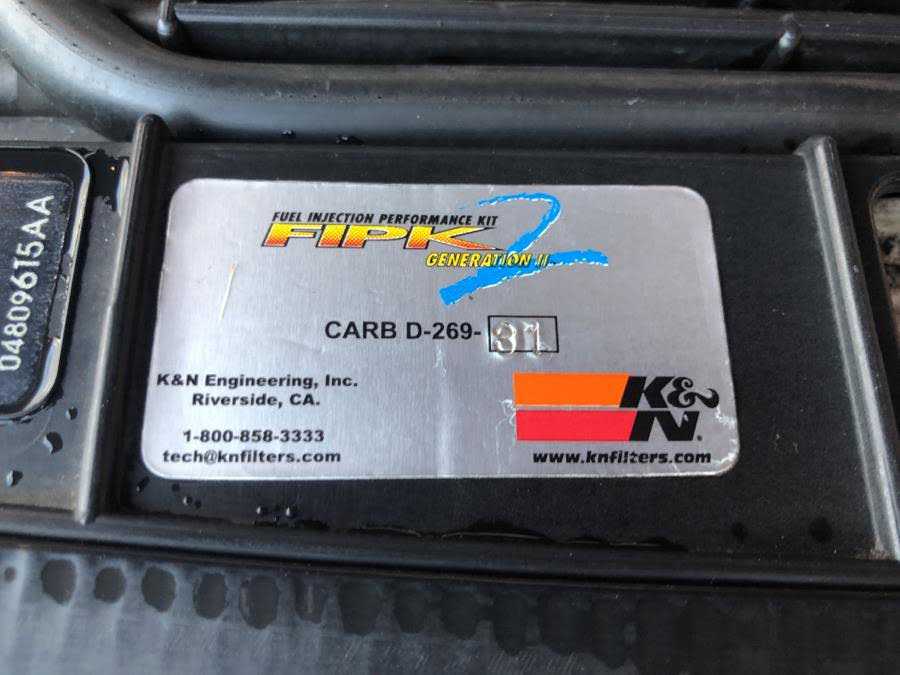 04809615AA
FUEL INJECTION PERFORMANCE KIT
FIPK 2
GENERATION II
CARB D-269-31
K&N Engineering, Inc.
Riverside, CA.
1-800-858-3333
tech@knfilters.com
K&N.
www.knfilters.com